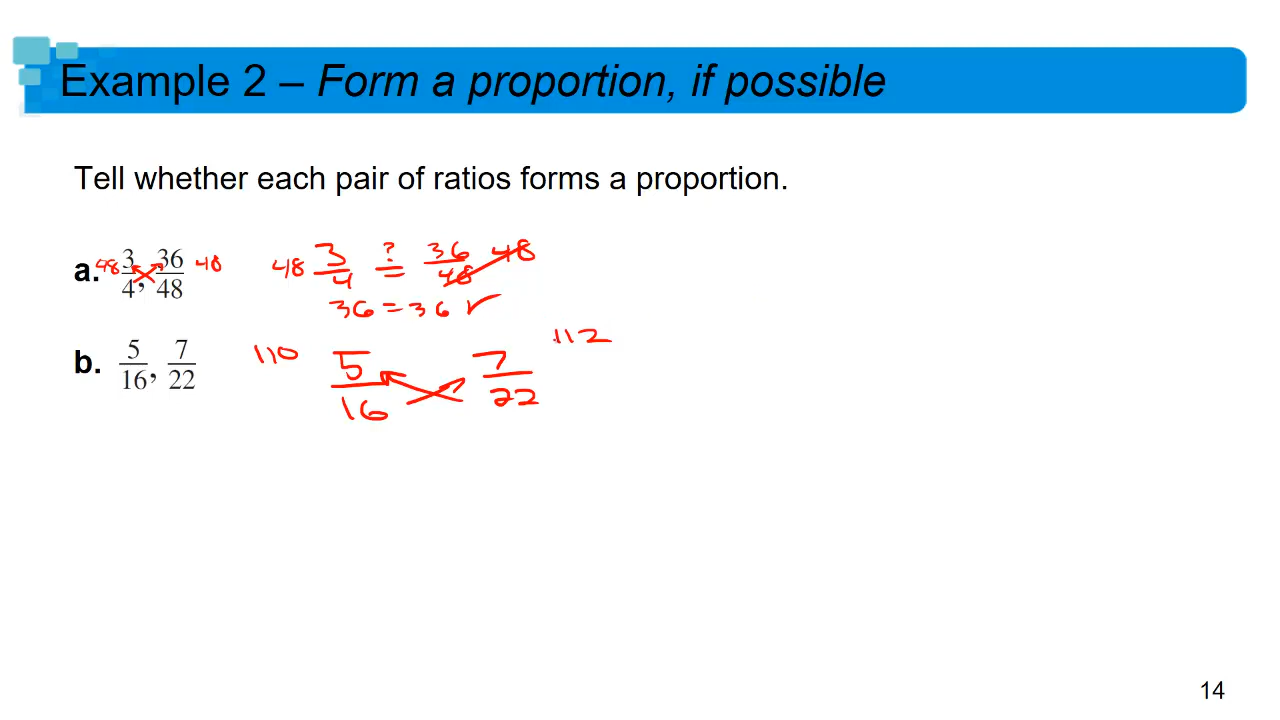 Example 2 – Form a proportion, if possible
Tell whether each pair of ratios forms a proportion.
a. 3/4, 36/48
48 48
48 3/4 ?= 36/48 48
36 = 36 ✓
b. 5/16, 7/22
110 5/16 7/22 112
14